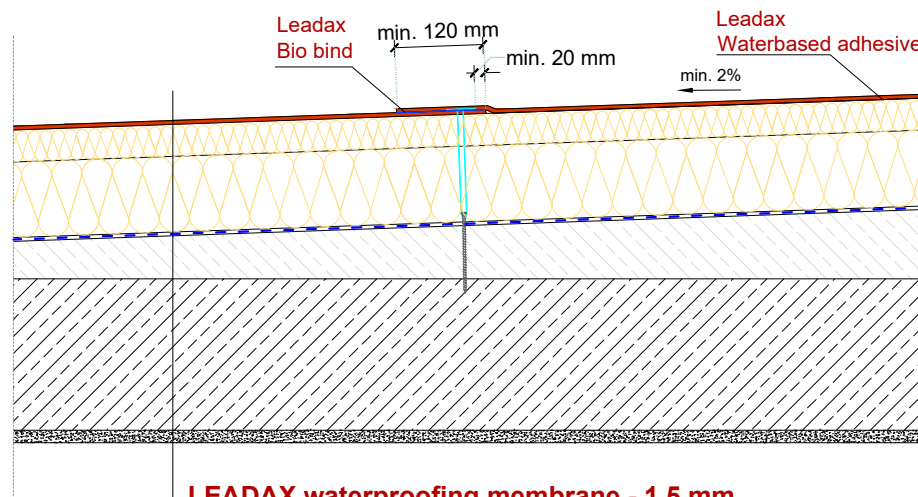 Leadax
Bio bind
min. 120 mm
min. 20 mm
Leadax
Waterbased adhesive
min. 2%
LEADAX waterproofing membrane - 1.5 mm